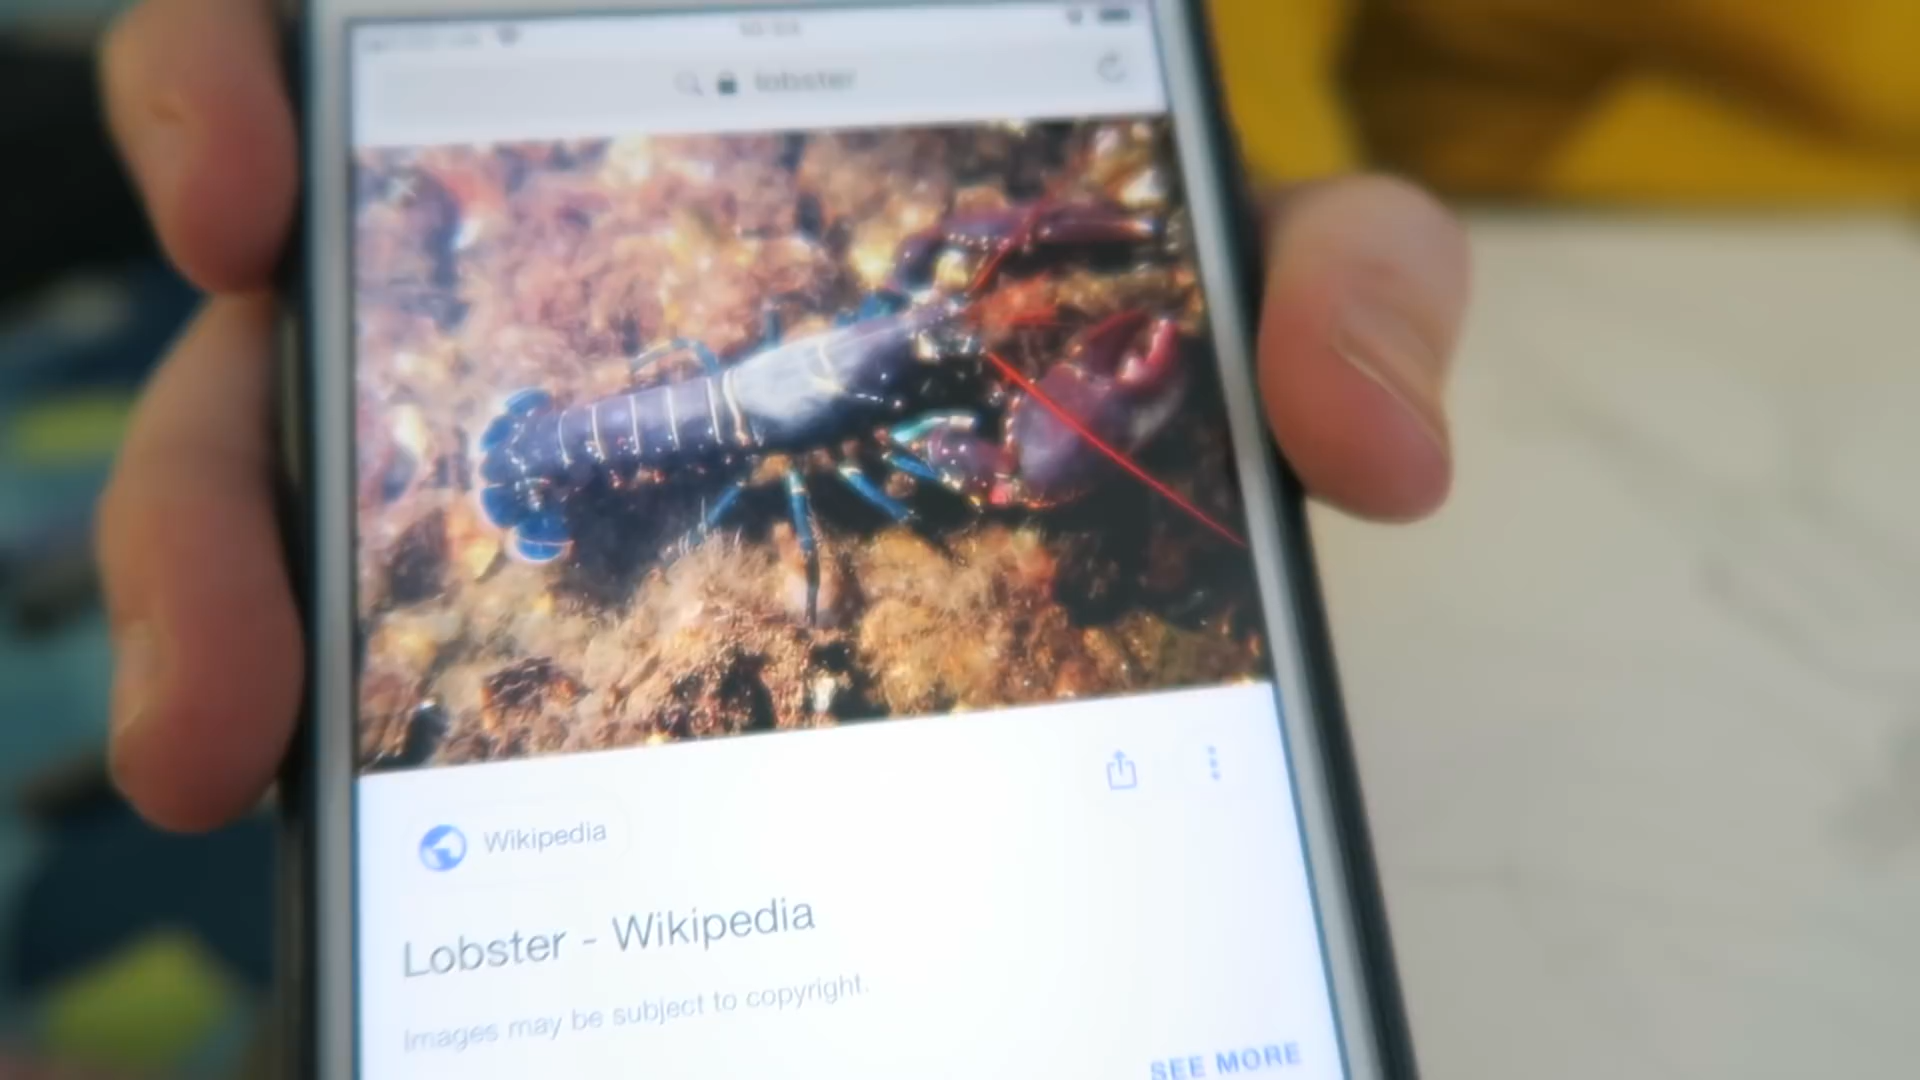 lobster
Wikipedia
Lobster - Wikipedia
Images may be subject to copyright.
SEE MORE